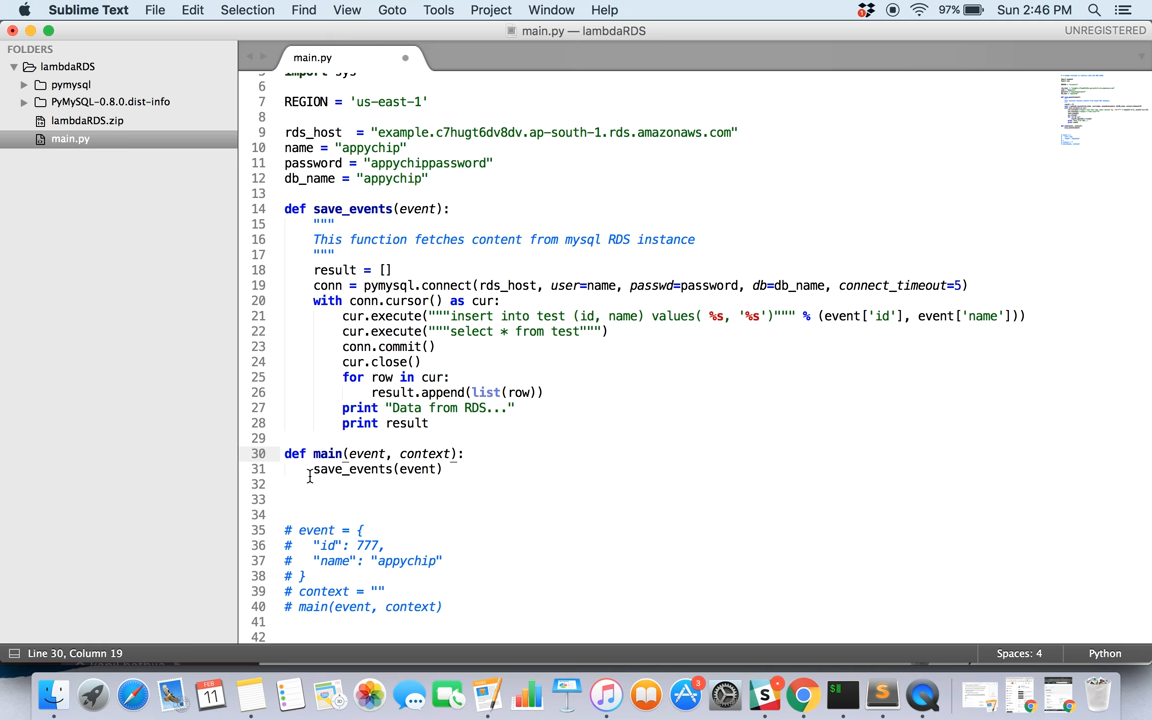 Sublime Text File Edit Selection Find View Goto Tools Project Window Help 97% Sun 2:46 PM
main.py — lambdaRDS UNREGISTERED
FOLDERS
lambdaRDS
pymysql
PyMySQL-0.8.0.dist-info
lambdaRDS.zip
main.py
main.py
5 import sys
6
7 REGION = 'us-east-1'
8
9 rds_host  = "example.c7hugt6dv8dv.ap-south-1.rds.amazonaws.com"
10 name = "appychip"
11 password = "appychippassword"
12 db_name = "appychip"
13
14 def save_events(event):
15     """
16     This function fetches content from mysql RDS instance
17     """
18     result = []
19     conn = pymysql.connect(rds_host, user=name, passwd=password, db=db_name, connect_timeout=5)
20     with conn.cursor() as cur:
21         cur.execute("""insert into test (id, name) values( %s, '%s')""" % (event['id'], event['name']))
22         cur.execute("""select * from test""")
23         conn.commit()
24         cur.close()
25         for row in cur:
26             result.append(list(row))
27         print "Data from RDS..."
28         print result
29
30 def main(event, context):
31     save_events(event)
32
33
34
35 # event = {
36 #   "id": 777,
37 #   "name": "appychip"
38 # }
39 # context = ""
40 # main(event, context)
41
42
Line 30, Column 19 Spaces: 4 Python